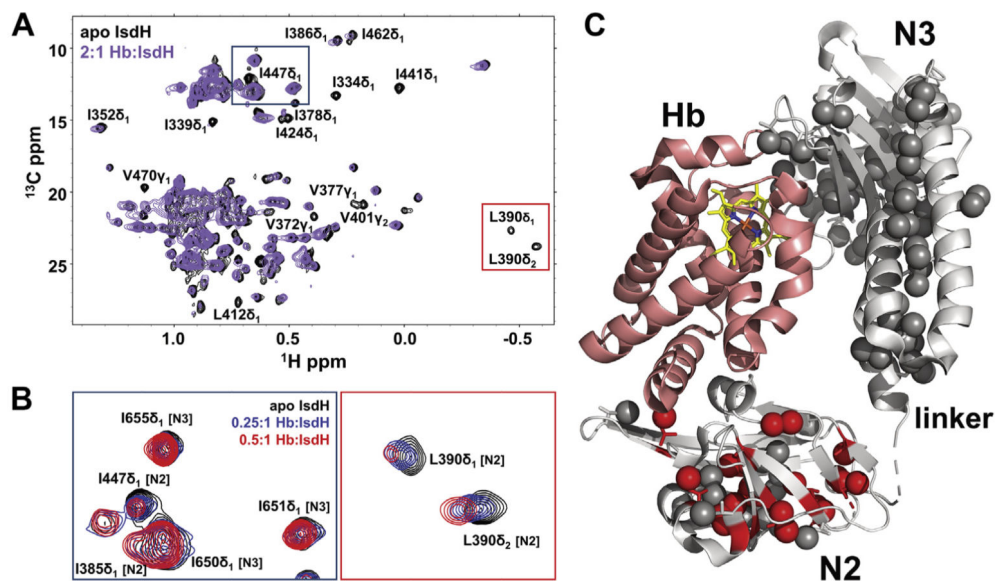 A
apo IsdH
2:1 Hb:IsdH
I386δ₁ I462δ₁
I447δ₁
I334δ₁ I441δ₁
I352δ₁
I339δ₁
I378δ₁
I424δ₁
V470γ₁
V377γ₁
V372γ₁
V401γ₂
L390δ₁
L390δ₂
L412δ₁
10
15
20
25
¹³C ppm
1.0 0.5 0.0 -0.5
¹H ppm
B
apo IsdH
0.25:1 Hb:IsdH
0.5:1 Hb:IsdH
I655δ₁ [N3]
I447δ₁ [N2]
I651δ₁ [N3]
I385δ₁ [N2]
I650δ₁ [N3]
L390δ₁ [N2]
L390δ₂ [N2]
C
N3
Hb
linker
N2